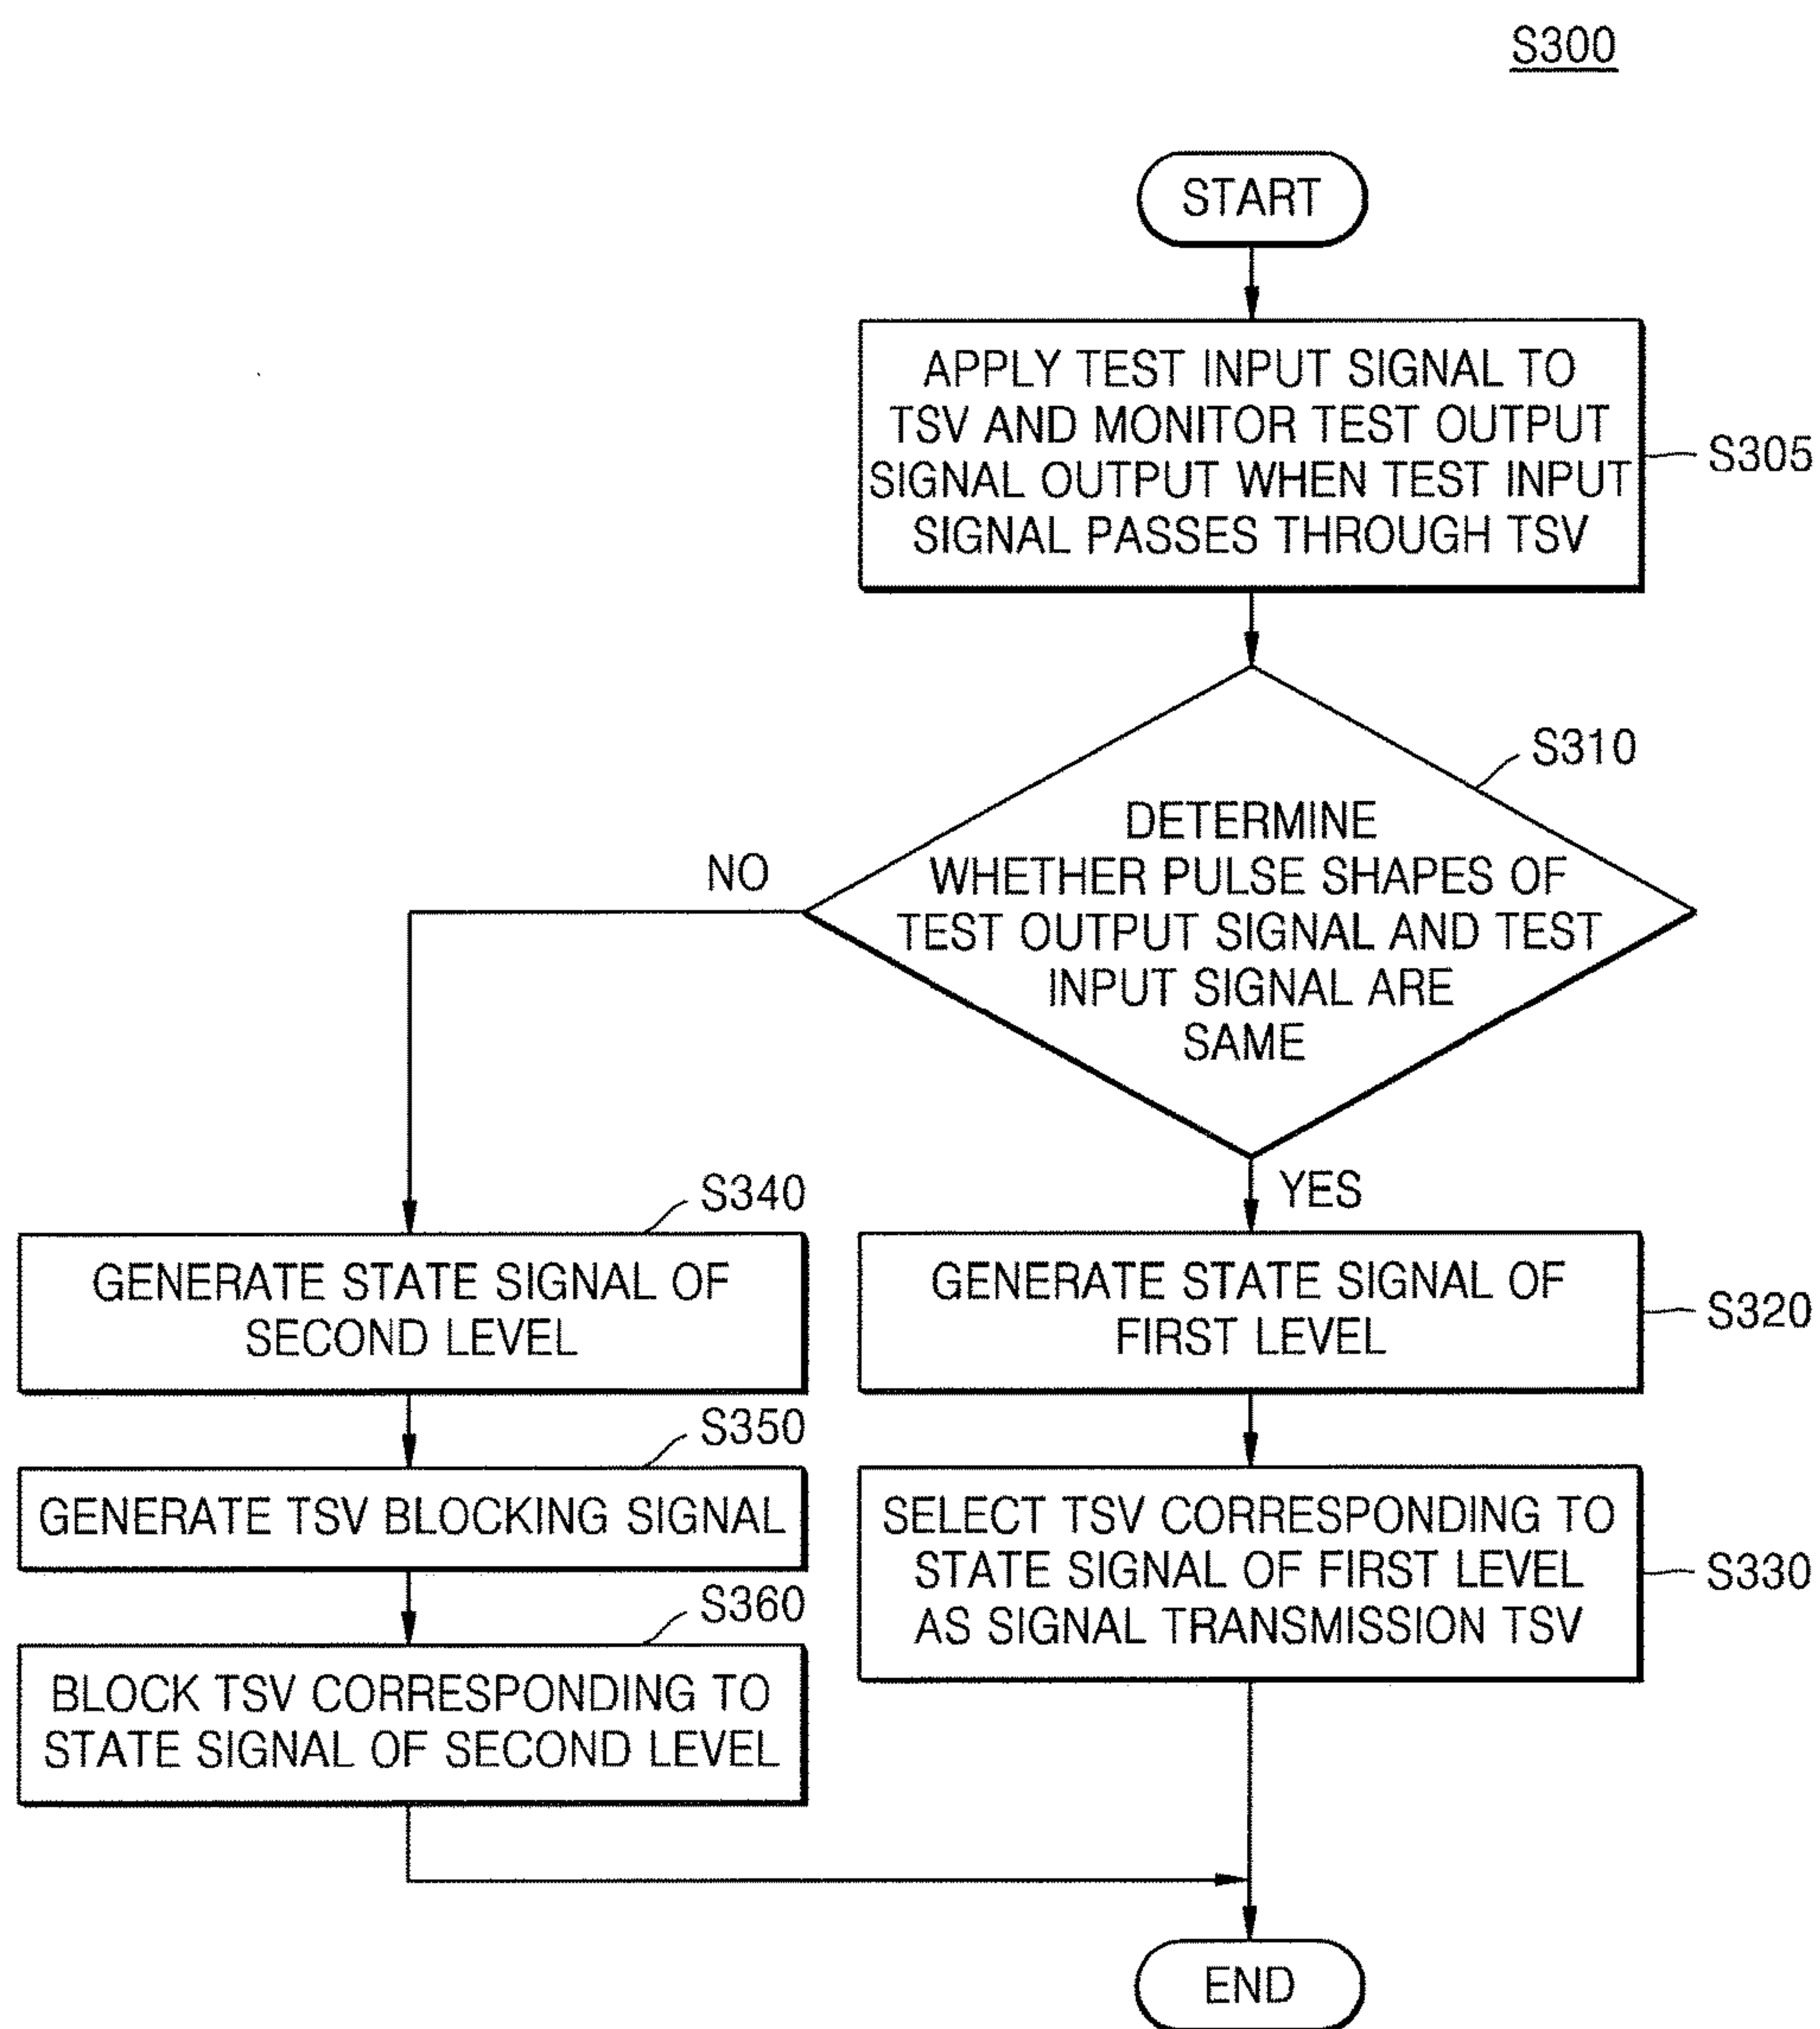 S300
START
APPLY TEST INPUT SIGNAL TO
TSV AND MONITOR TEST OUTPUT
SIGNAL OUTPUT WHEN TEST INPUT
SIGNAL PASSES THROUGH TSV
S305
S310
DETERMINE
WHETHER PULSE SHAPES OF
TEST OUTPUT SIGNAL AND TEST
INPUT SIGNAL ARE
SAME
NO
YES
S340
GENERATE STATE SIGNAL OF
SECOND LEVEL
GENERATE STATE SIGNAL OF
FIRST LEVEL
S320
S350
GENERATE TSV BLOCKING SIGNAL
SELECT TSV CORRESPONDING TO
STATE SIGNAL OF FIRST LEVEL
AS SIGNAL TRANSMISSION TSV
S330
S360
BLOCK TSV CORRESPONDING TO
STATE SIGNAL OF SECOND LEVEL
END